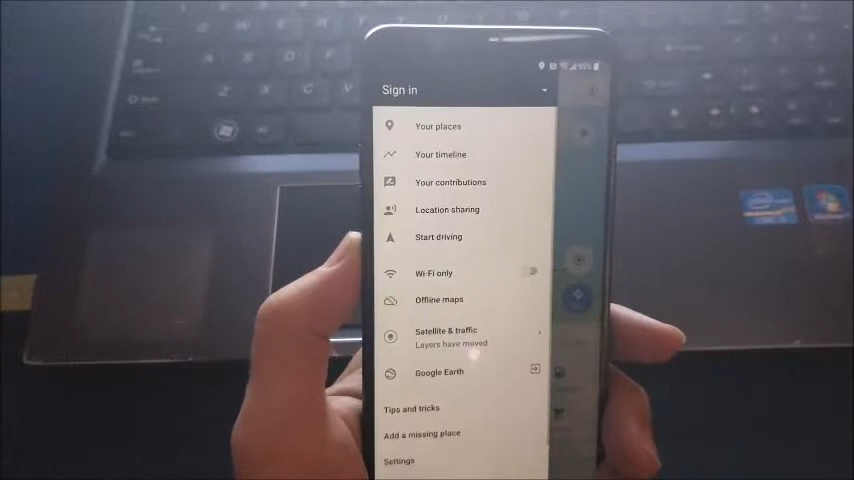 95%
Sign in
Your places
Your timeline
Your contributions
Location sharing
Start driving
Wi-Fi only
Offline maps
Satellite & traffic
Layers have moved
Google Earth
Tips and tricks
Add a missing place
Settings